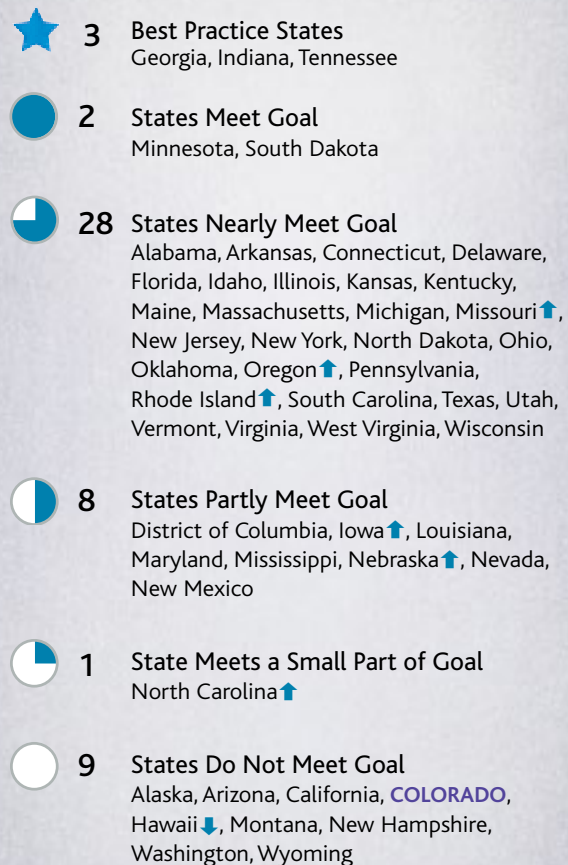 3 Best Practice States
Georgia, Indiana, Tennessee
2 States Meet Goal
Minnesota, South Dakota
28 States Nearly Meet Goal
Alabama, Arkansas, Connecticut, Delaware,
Florida, Idaho, Illinois, Kansas, Kentucky,
Maine, Massachusetts, Michigan, Missouri⬆,
New Jersey, New York, North Dakota, Ohio,
Oklahoma, Oregon⬆, Pennsylvania,
Rhode Island⬆, South Carolina, Texas, Utah,
Vermont, Virginia, West Virginia, Wisconsin
8 States Partly Meet Goal
District of Columbia, Iowa⬆, Louisiana,
Maryland, Mississippi, Nebraska⬆, Nevada,
New Mexico
1 State Meets a Small Part of Goal
North Carolina⬆
9 States Do Not Meet Goal
Alaska, Arizona, California, COLORADO,
Hawaii⬇, Montana, New Hampshire,
Washington, Wyoming